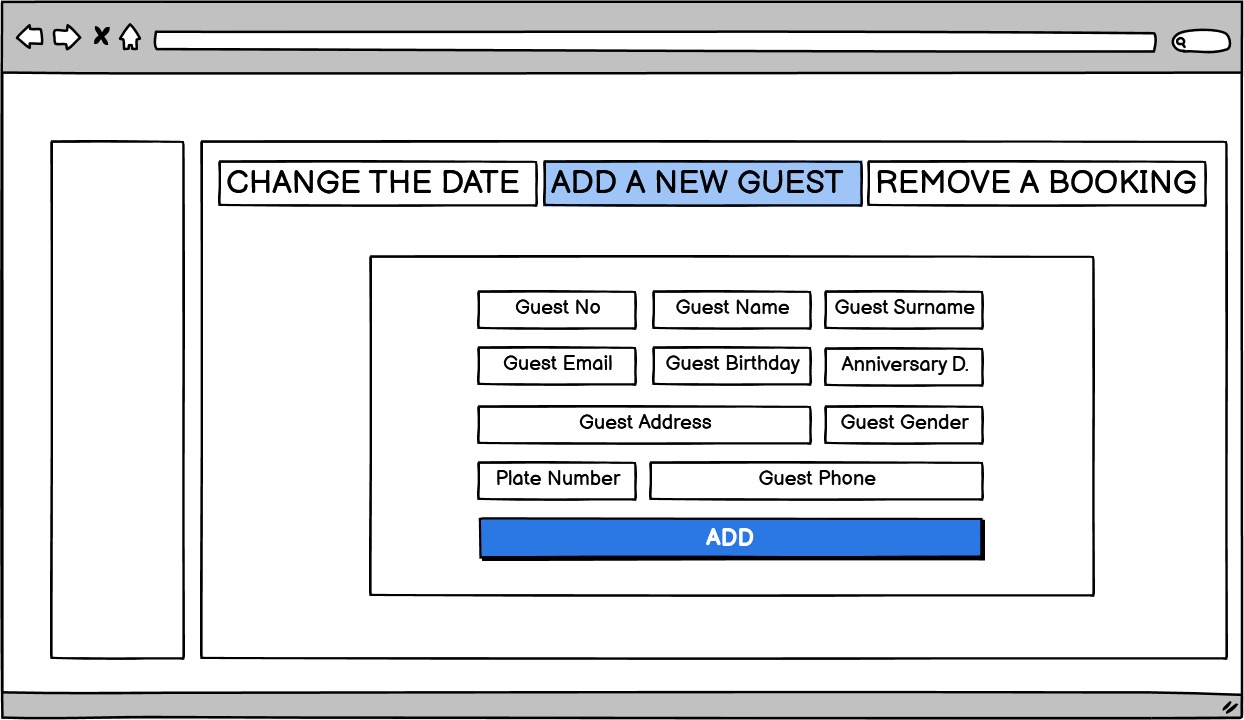 CHANGE THE DATE ADD A NEW GUEST REMOVE A BOOKING
Guest No Guest Name Guest Surname
Guest Email Guest Birthday Anniversary D.
Guest Address Guest Gender
Plate Number Guest Phone
ADD